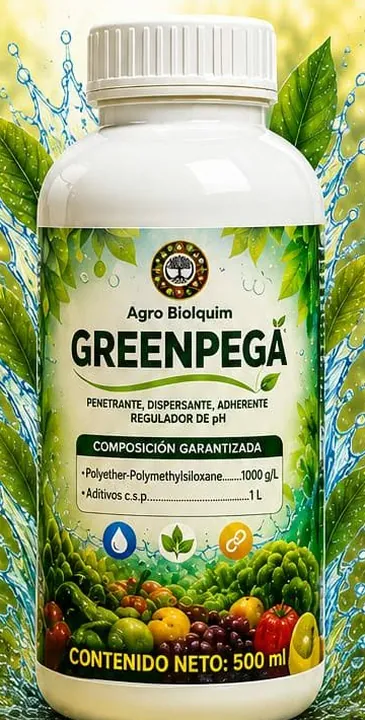 Agro Biolquim
GREENPEGA
PENETRANTE, DISPERSANTE, ADHERENTE
REGULADOR DE pH
COMPOSICIÓN GARANTIZADA
•Polyether-Polymethylsiloxane........1000 g/L
•Aditivos c.s.p..................................1 L
CONTENIDO NETO: 500 ml